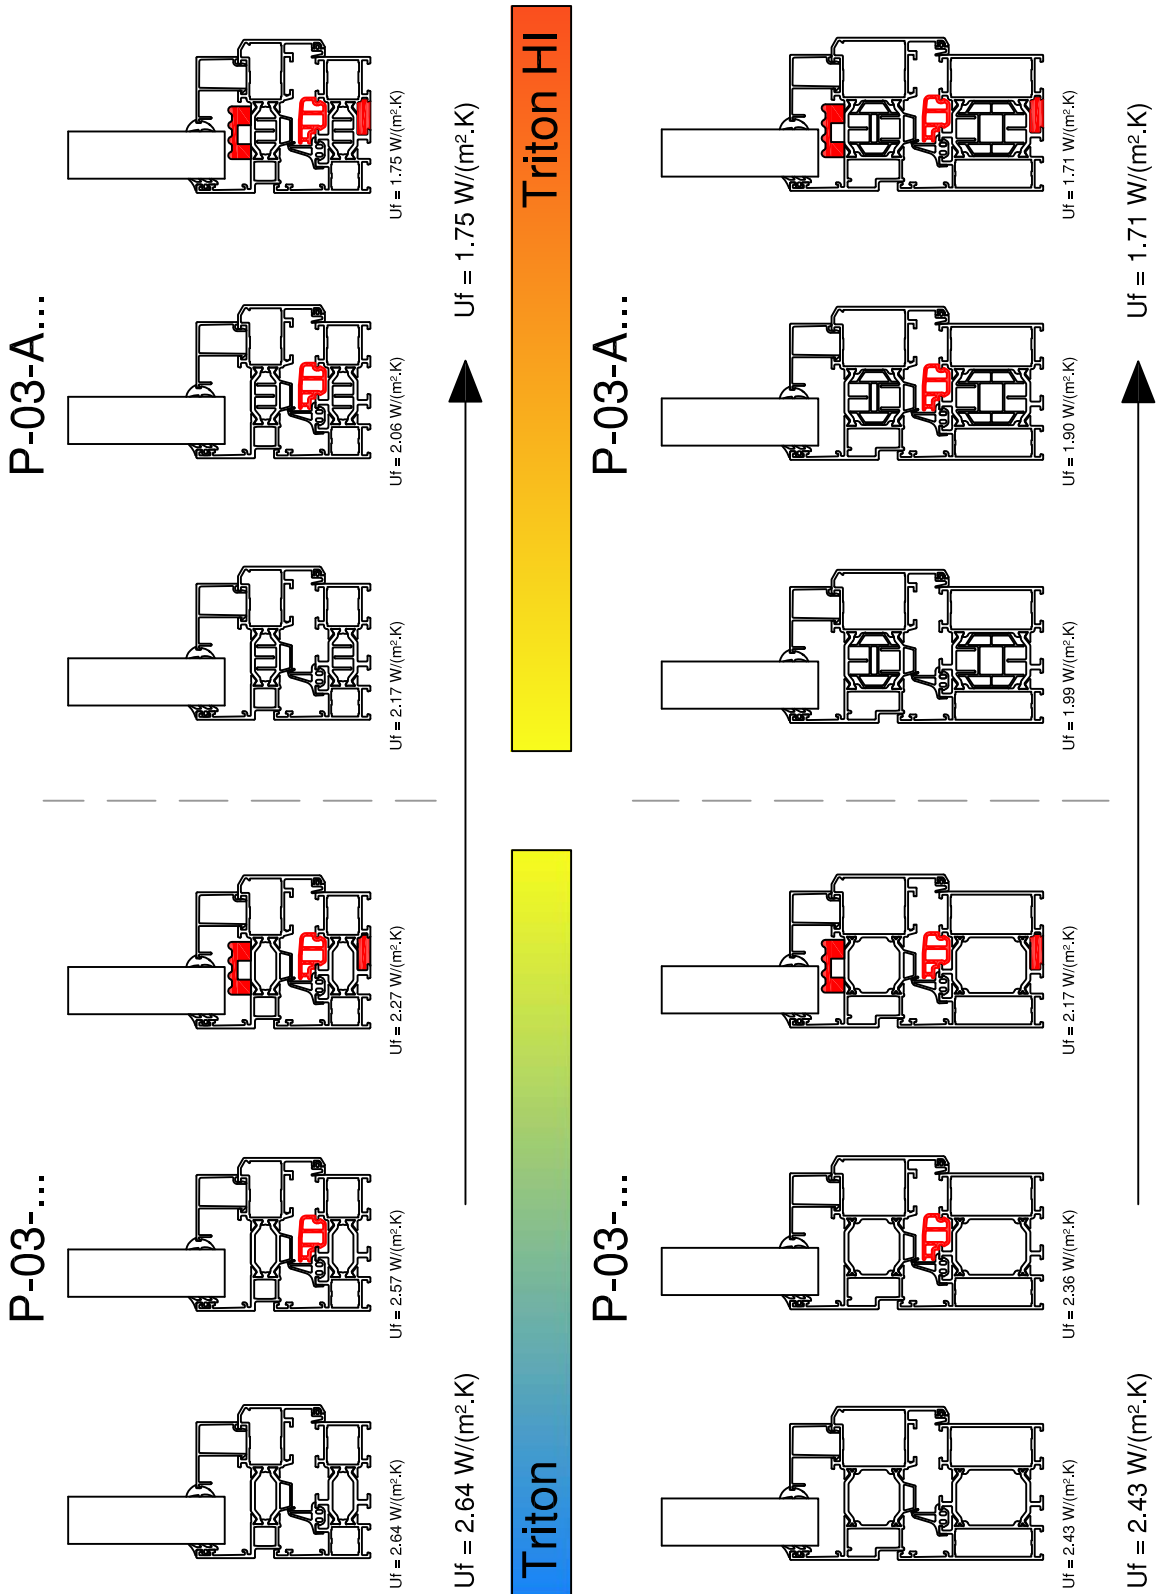 P-03-...
P-03-A...
Uf = 2.64 W/(m².K)
Uf = 2.57 W/(m².K)
Uf = 2.27 W/(m².K)
Uf = 2.17 W/(m².K)
Uf = 2.06 W/(m².K)
Uf = 1.75 W/(m².K)
Uf = 2.64 W/(m².K)
Uf = 1.75 W/(m².K)
Triton
Triton HI
P-03-...
P-03-A...
Uf = 2.43 W/(m².K)
Uf = 2.36 W/(m².K)
Uf = 2.17 W/(m².K)
Uf = 1.99 W/(m².K)
Uf = 1.90 W/(m².K)
Uf = 1.71 W/(m².K)
Uf = 2.43 W/(m².K)
Uf = 1.71 W/(m².K)